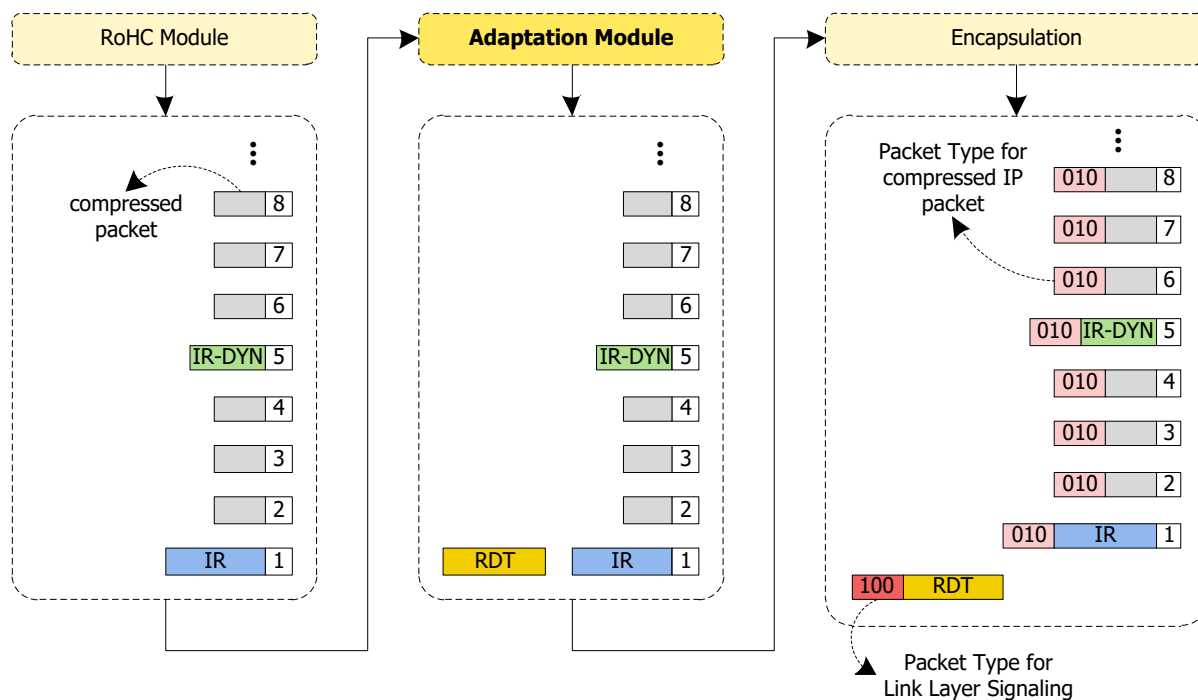 RoHC Module
Adaptation Module
Encapsulation
compressed
packet
8
7
6
IR-DYN 5
4
3
2
IR 1
8
7
6
IR-DYN 5
4
3
2
RDT IR 1
Packet Type for
compressed IP
packet
010 8
010 7
010 6
010 IR-DYN 5
010 4
010 3
010 2
010 IR 1
100 RDT
Packet Type for
Link Layer Signaling